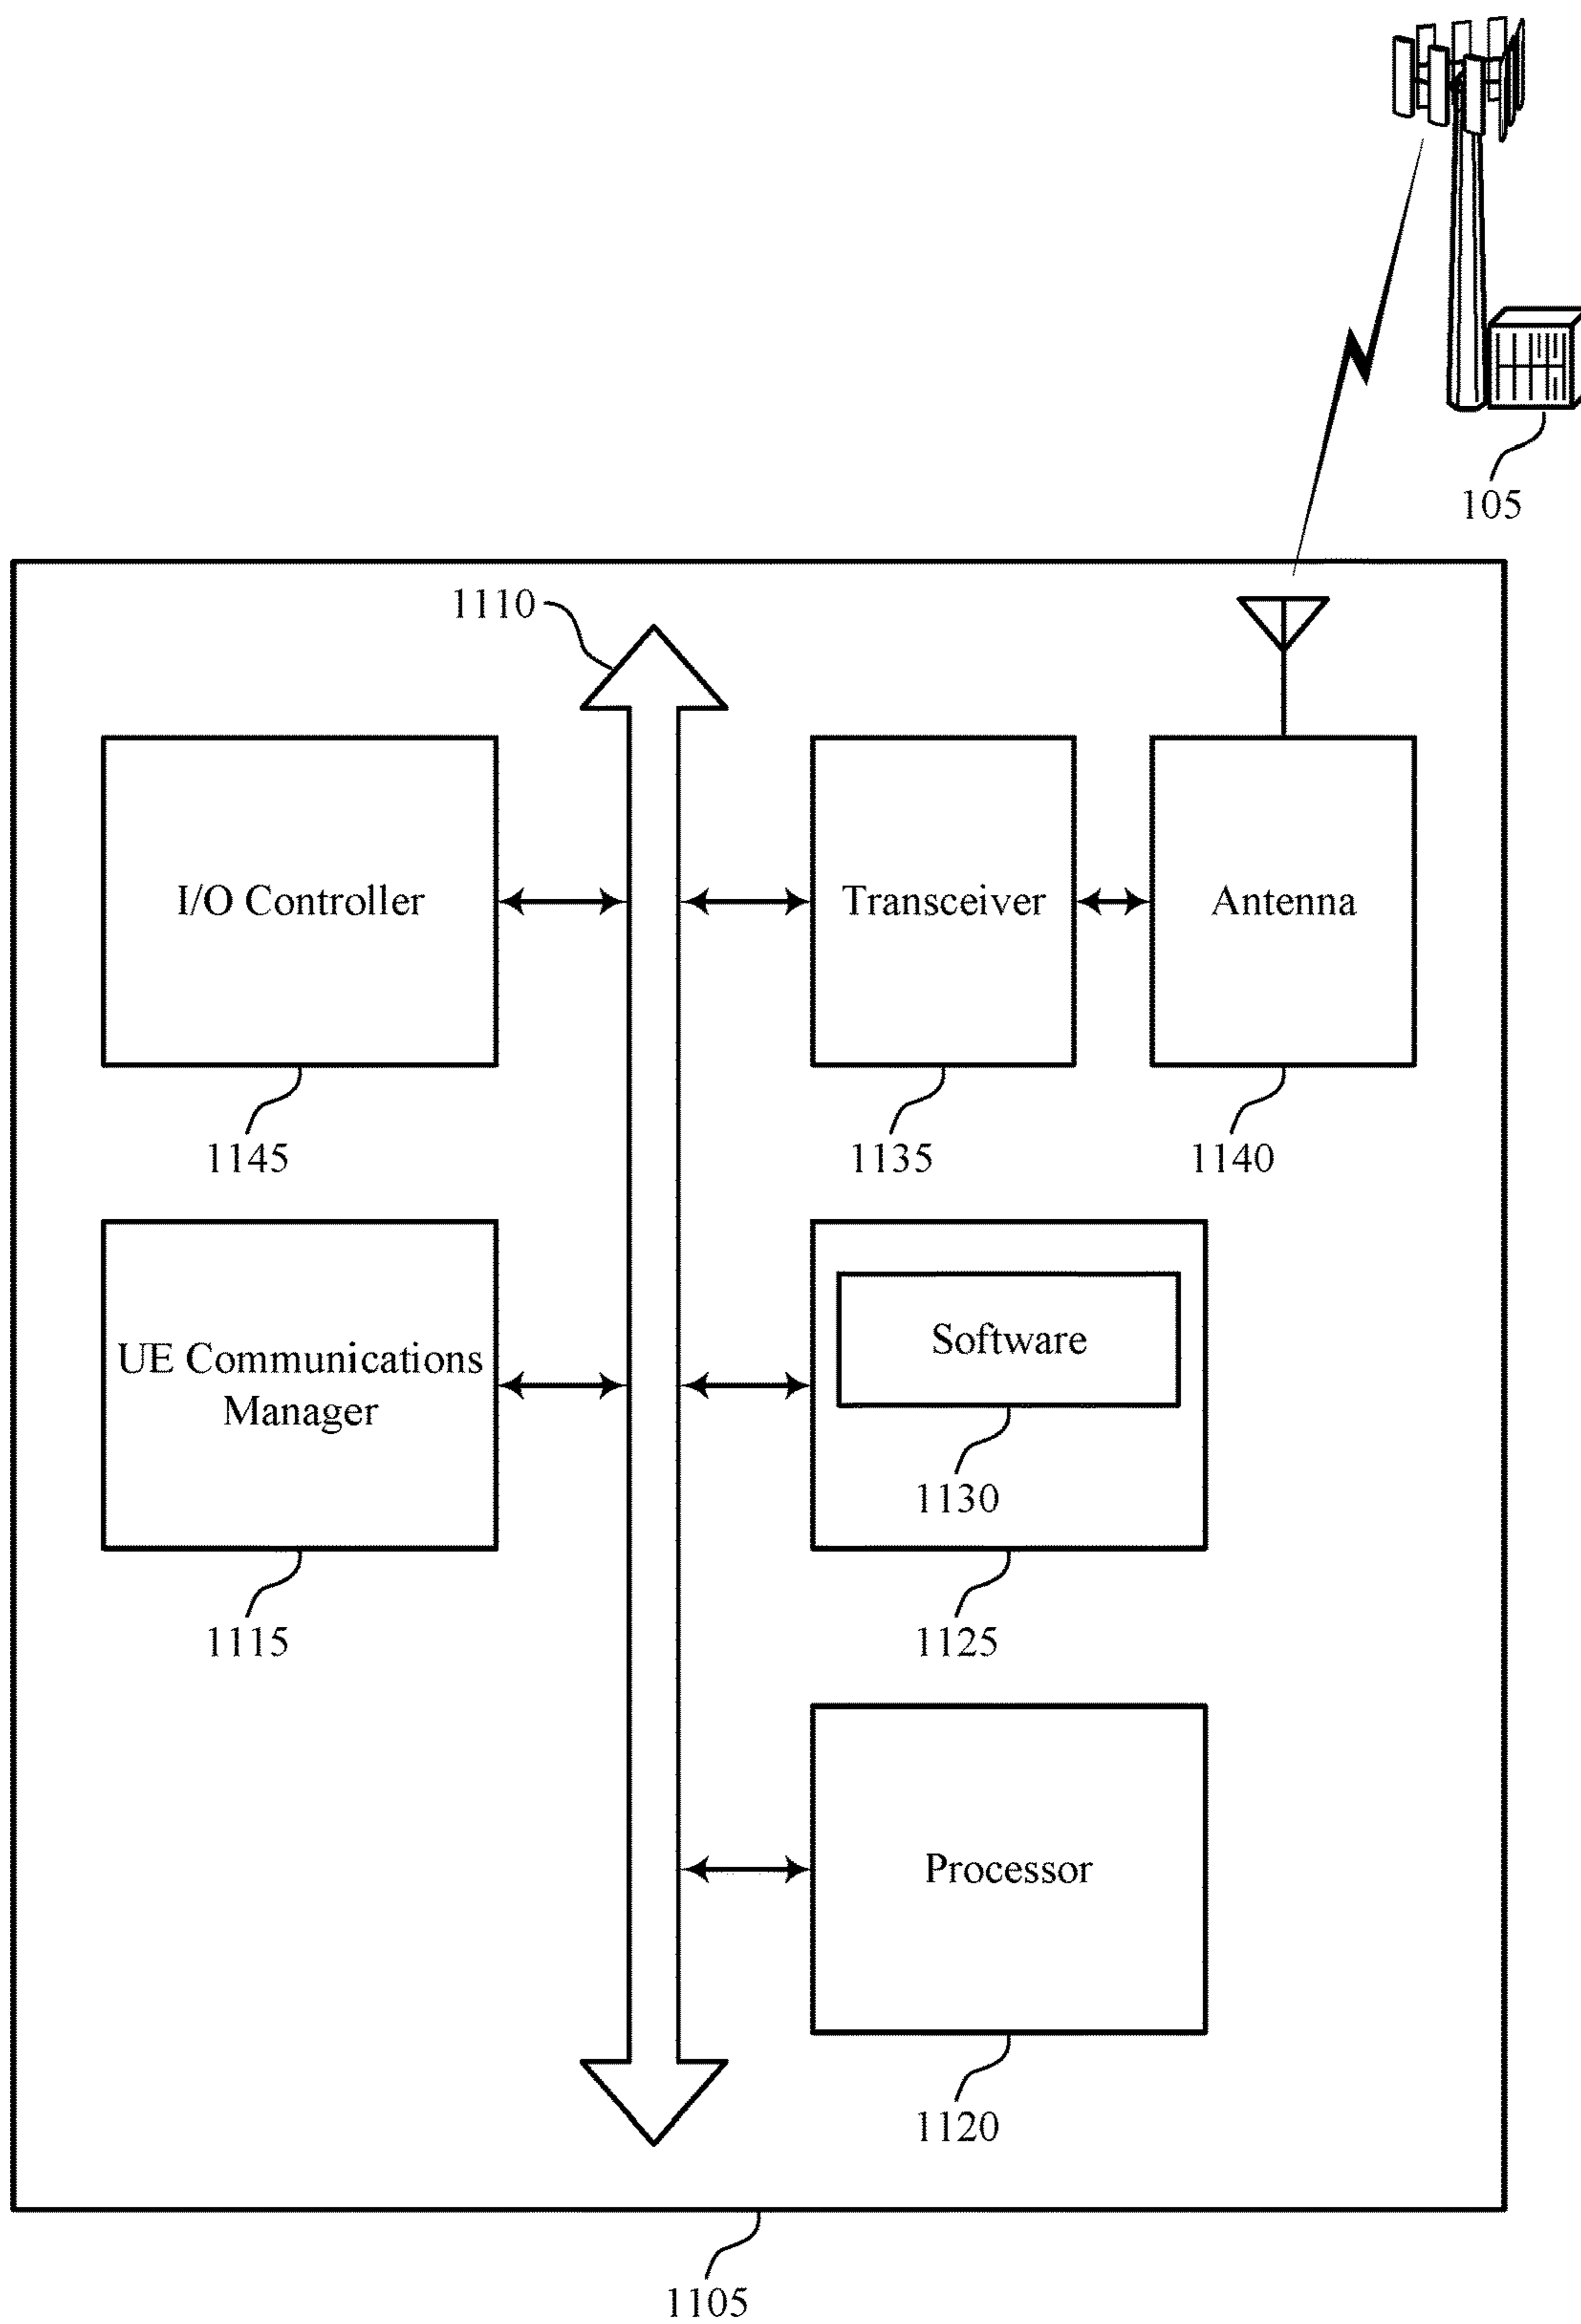 105
1110
I/O Controller
Transceiver
Antenna
1145
1135
1140
UE Communications
Manager
Software
1130
1115
1125
Processor
1120
1105